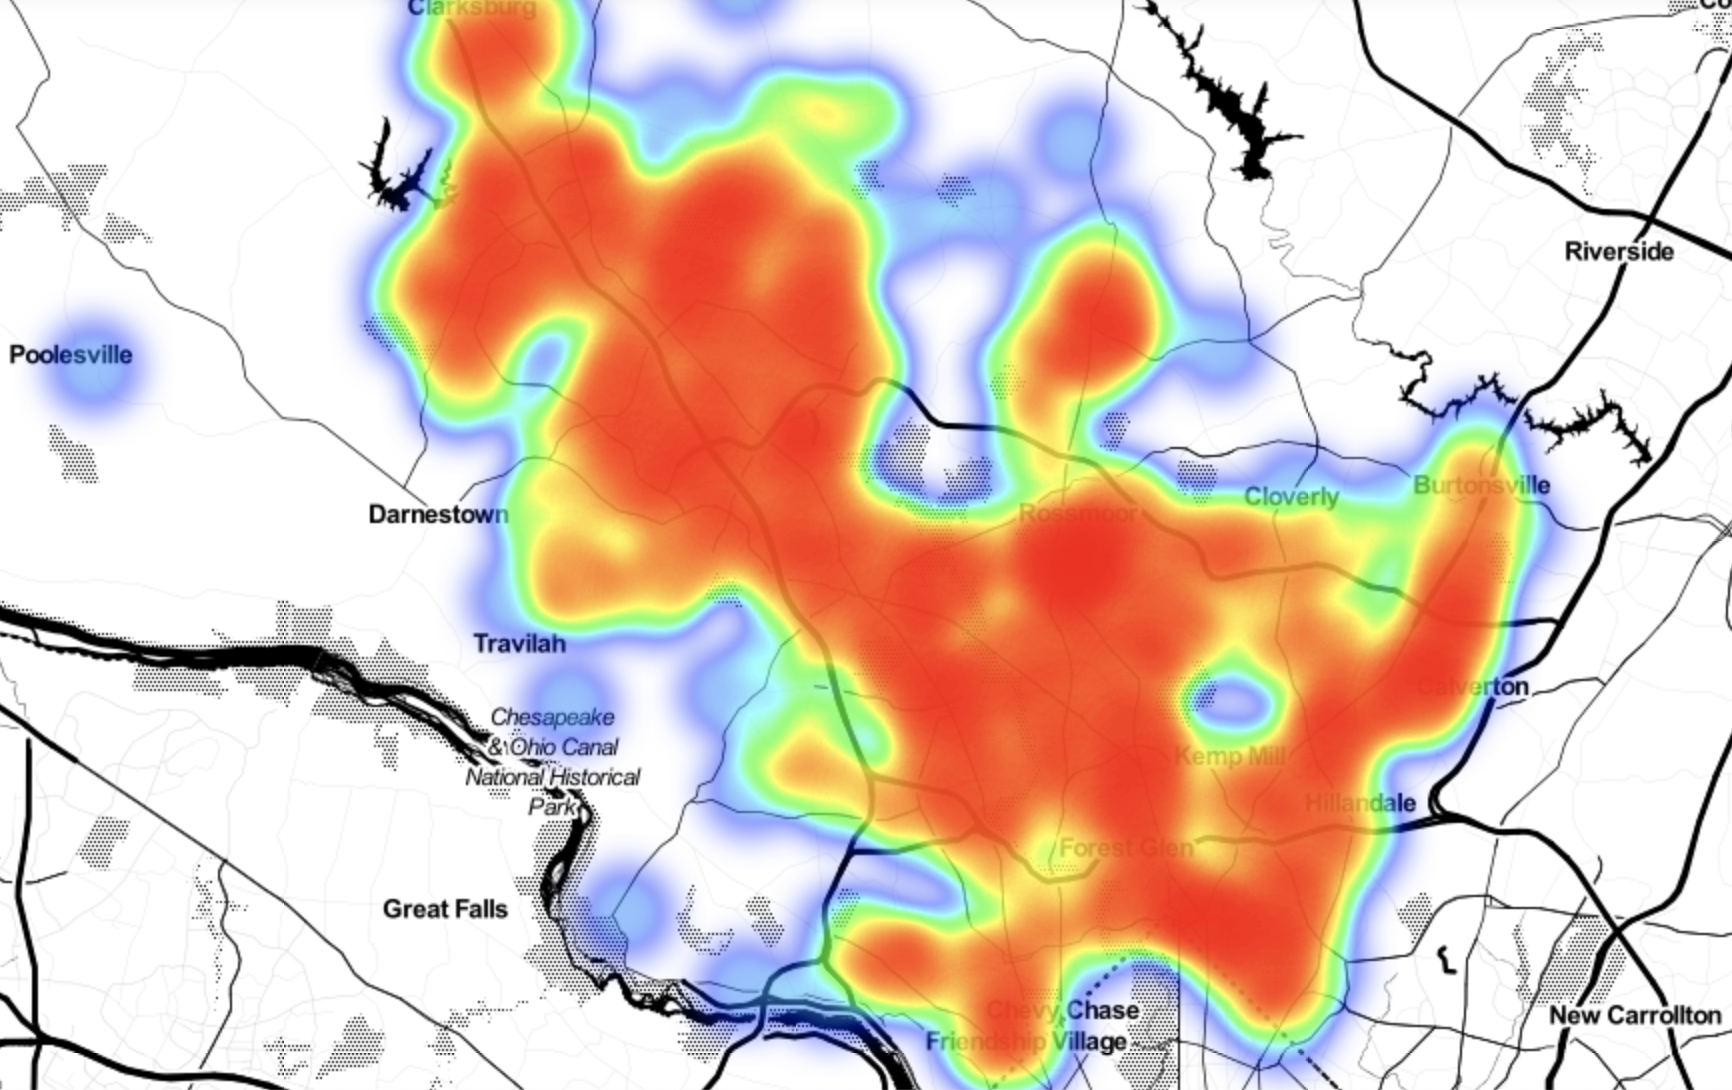 Clarksburg
Riverside
Poolesville
Burtonsville
Cloverly
Darnestown
Rossmoor
Travilah
Calverton
Chesapeake
& Ohio Canal
National Historical
Park
Kemp Mill
Hillandale
Forest Glen
Great Falls
Chevy Chase
New Carrollton
Friendship Village